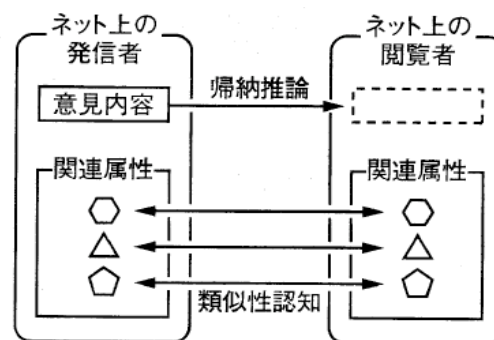 ネット上の
発信者
ネット上の
閲覧者
意見内容
帰納推論
関連属性
関連属性
類似性認知